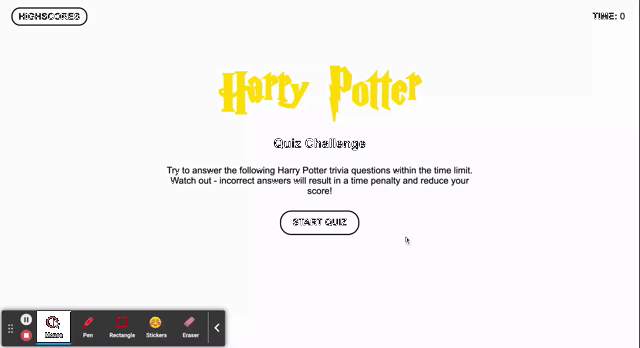 HIGHSCORES
TIME: 0
Harry Potter
Quiz Challenge
Try to answer the following Harry Potter trivia questions within the time limit.
Watch out - incorrect answers will result in a time penalty and reduce your
score!
START QUIZ
Mouse
Pen
Rectangle
Stickers
Eraser